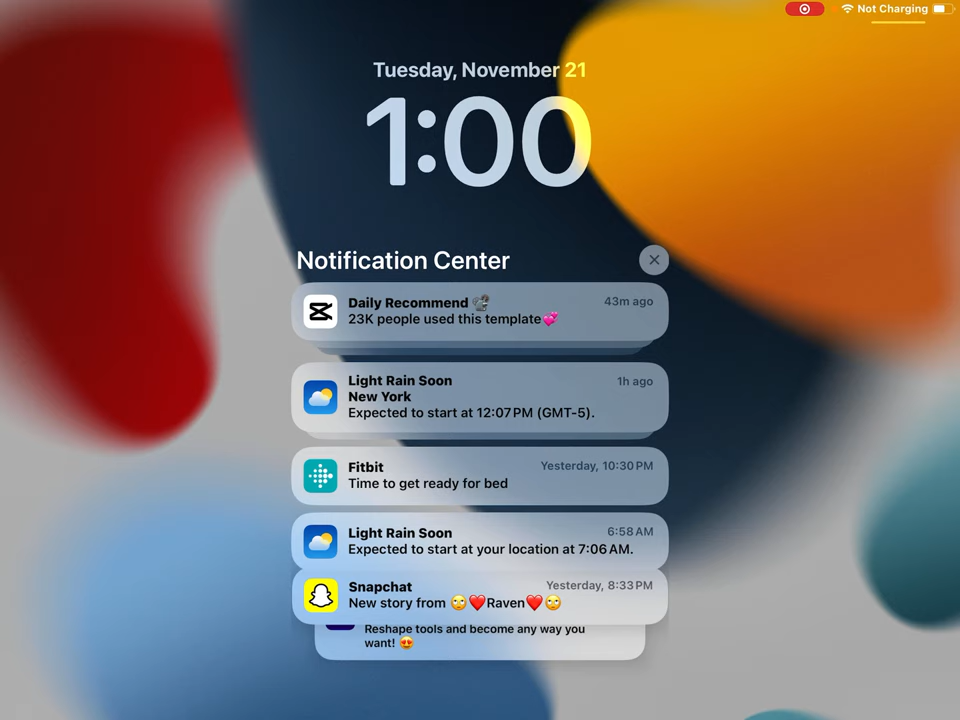 Not Charging
Tuesday, November 21
1:00
Notification Center
Daily Recommend 📽️
43m ago
23K people used this template💞
Light Rain Soon
1h ago
New York
Expected to start at 12:07 PM (GMT-5).
Fitbit
Yesterday, 10:30 PM
Time to get ready for bed
Light Rain Soon
6:58 AM
Expected to start at your location at 7:06 AM.
Snapchat
Yesterday, 8:33 PM
New story from 🙄❤️Raven❤️🙄
Reshape tools and become any way you
want! 😍